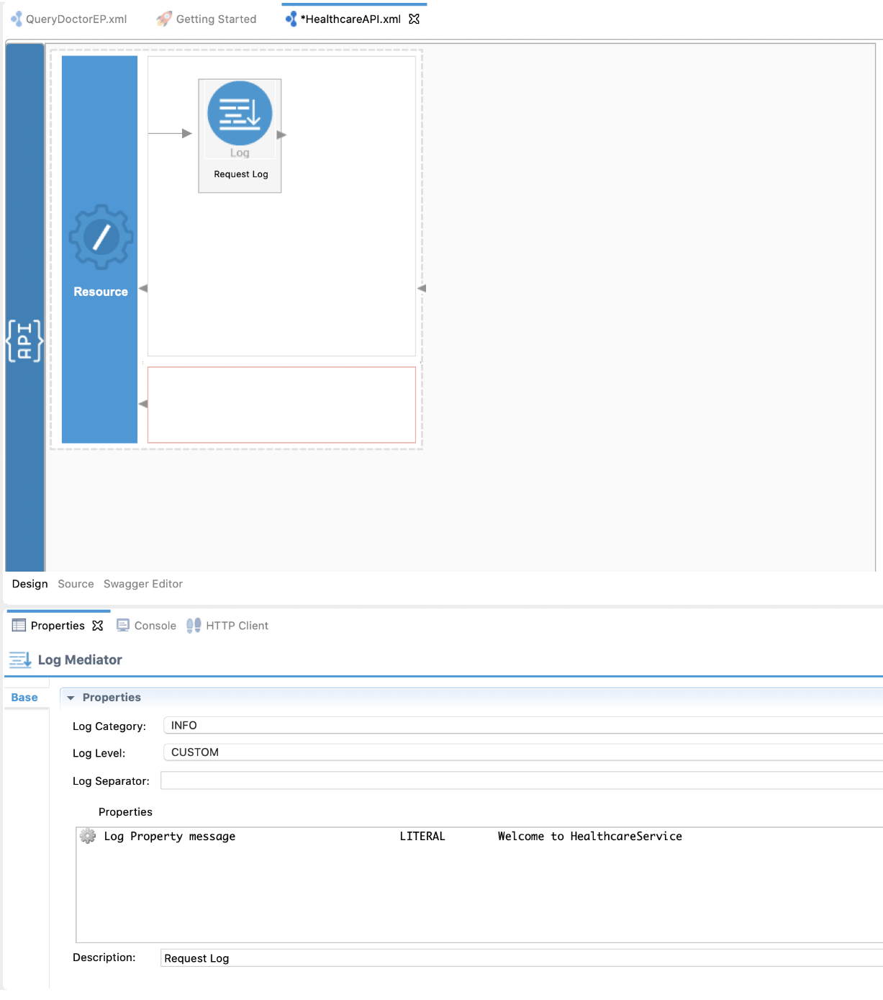 QueryDoctorEP.xml Getting Started *HealthcareAPI.xml
Log
Request Log
Resource
{API}
Design Source Swagger Editor
Properties Console HTTP Client
Log Mediator
Base Properties
Log Category: INFO
Log Level: CUSTOM
Log Separator:
Properties
Log Property message LITERAL Welcome to HealthcareService
Description: Request Log